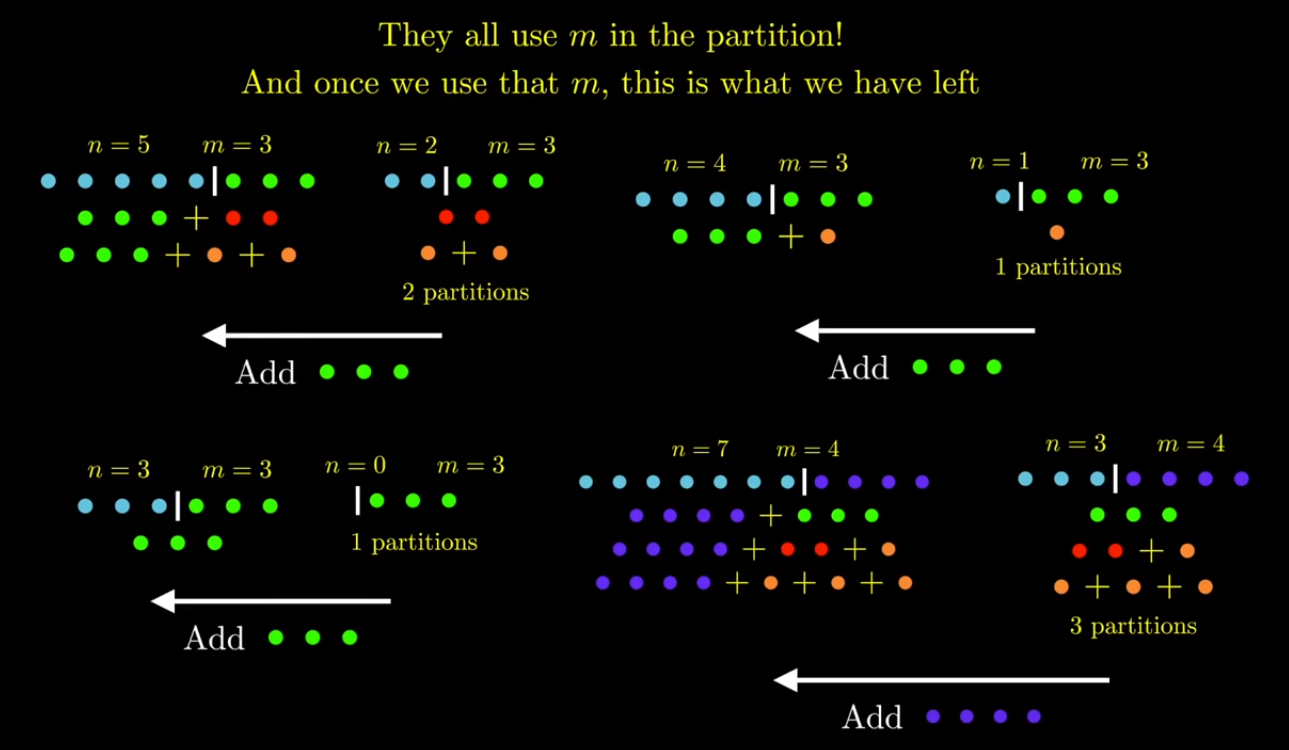 They all use m in the partition!
And once we use that m, this is what we have left
n = 5 m = 3
n = 2 m = 3
+
+ +
+
2 partitions
Add
n = 4 m = 3
n = 1 m = 3
+
1 partitions
Add
n = 3 m = 3
n = 0 m = 3
1 partitions
Add
n = 7 m = 4
n = 3 m = 4
+
+ +
+ + +
+
+ +
3 partitions
Add